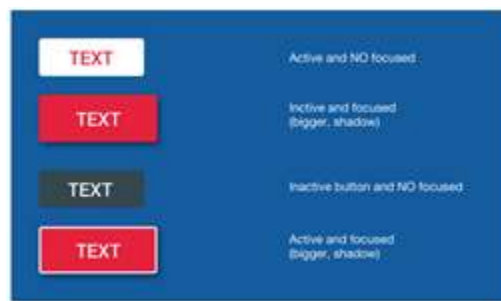 TEXT
Active and NO focused
TEXT
Inctive and focused
(bigger, shadow)
TEXT
Inactive button and NO focused
TEXT
Active and focused
(bigger, shadow)